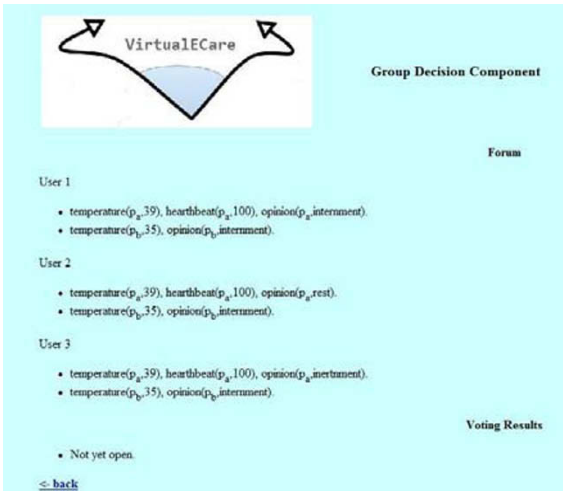 VirtualECare
Group Decision Component
Forum
User 1
• temperature(pa,39), hearthbeat(pa,100), opinion(pa,internment).
• temperature(pb,35), opinion(pb,internment).
User 2
• temperature(pa,39), hearthbeat(pa,100), opinion(pa,rest).
• temperature(pb,35), opinion(pb,internment).
User 3
• temperature(pa,39), hearthbeat(pa,100), opinion(pa,inertnment).
• temperature(pb,35), opinion(pb,internment).
Voting Results
• Not yet open.
<- back